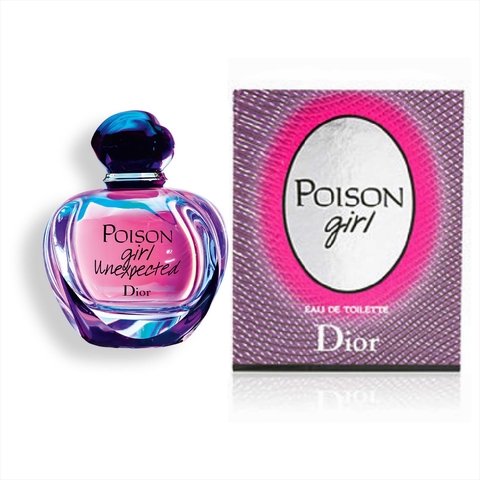 POISON
girl
Unexpected
Dior
POISON
girl
EAU DE TOILETTE
Dior